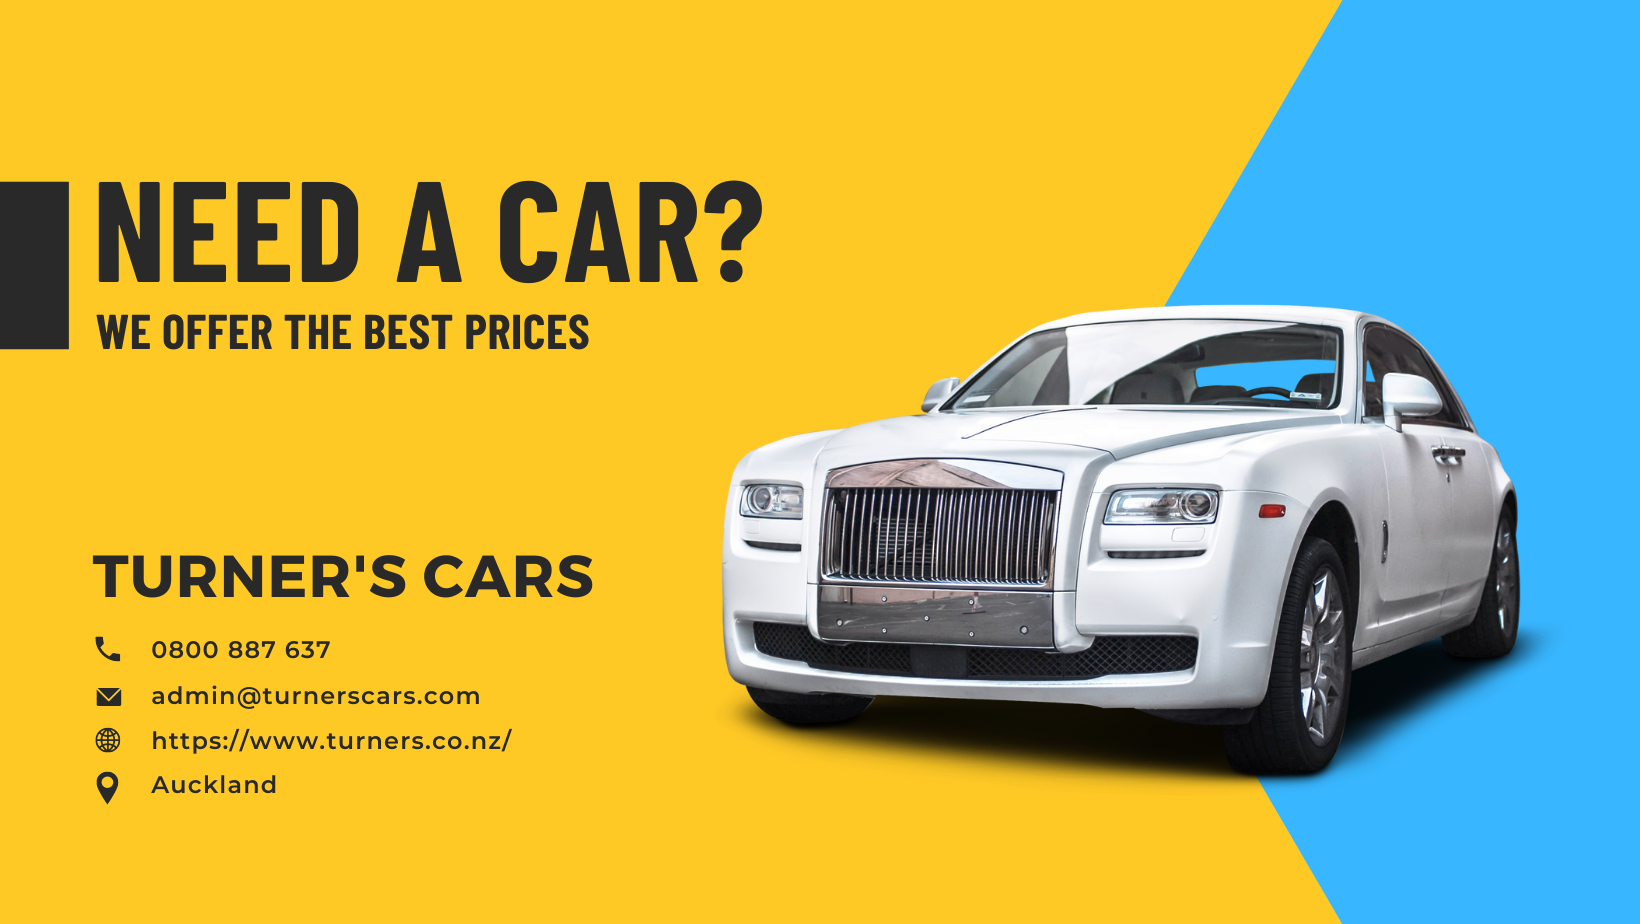 NEED A CAR?
WE OFFER THE BEST PRICES
TURNER'S CARS
0800 887 637
admin@turnerscars.com
https://www.turners.co.nz/
Auckland